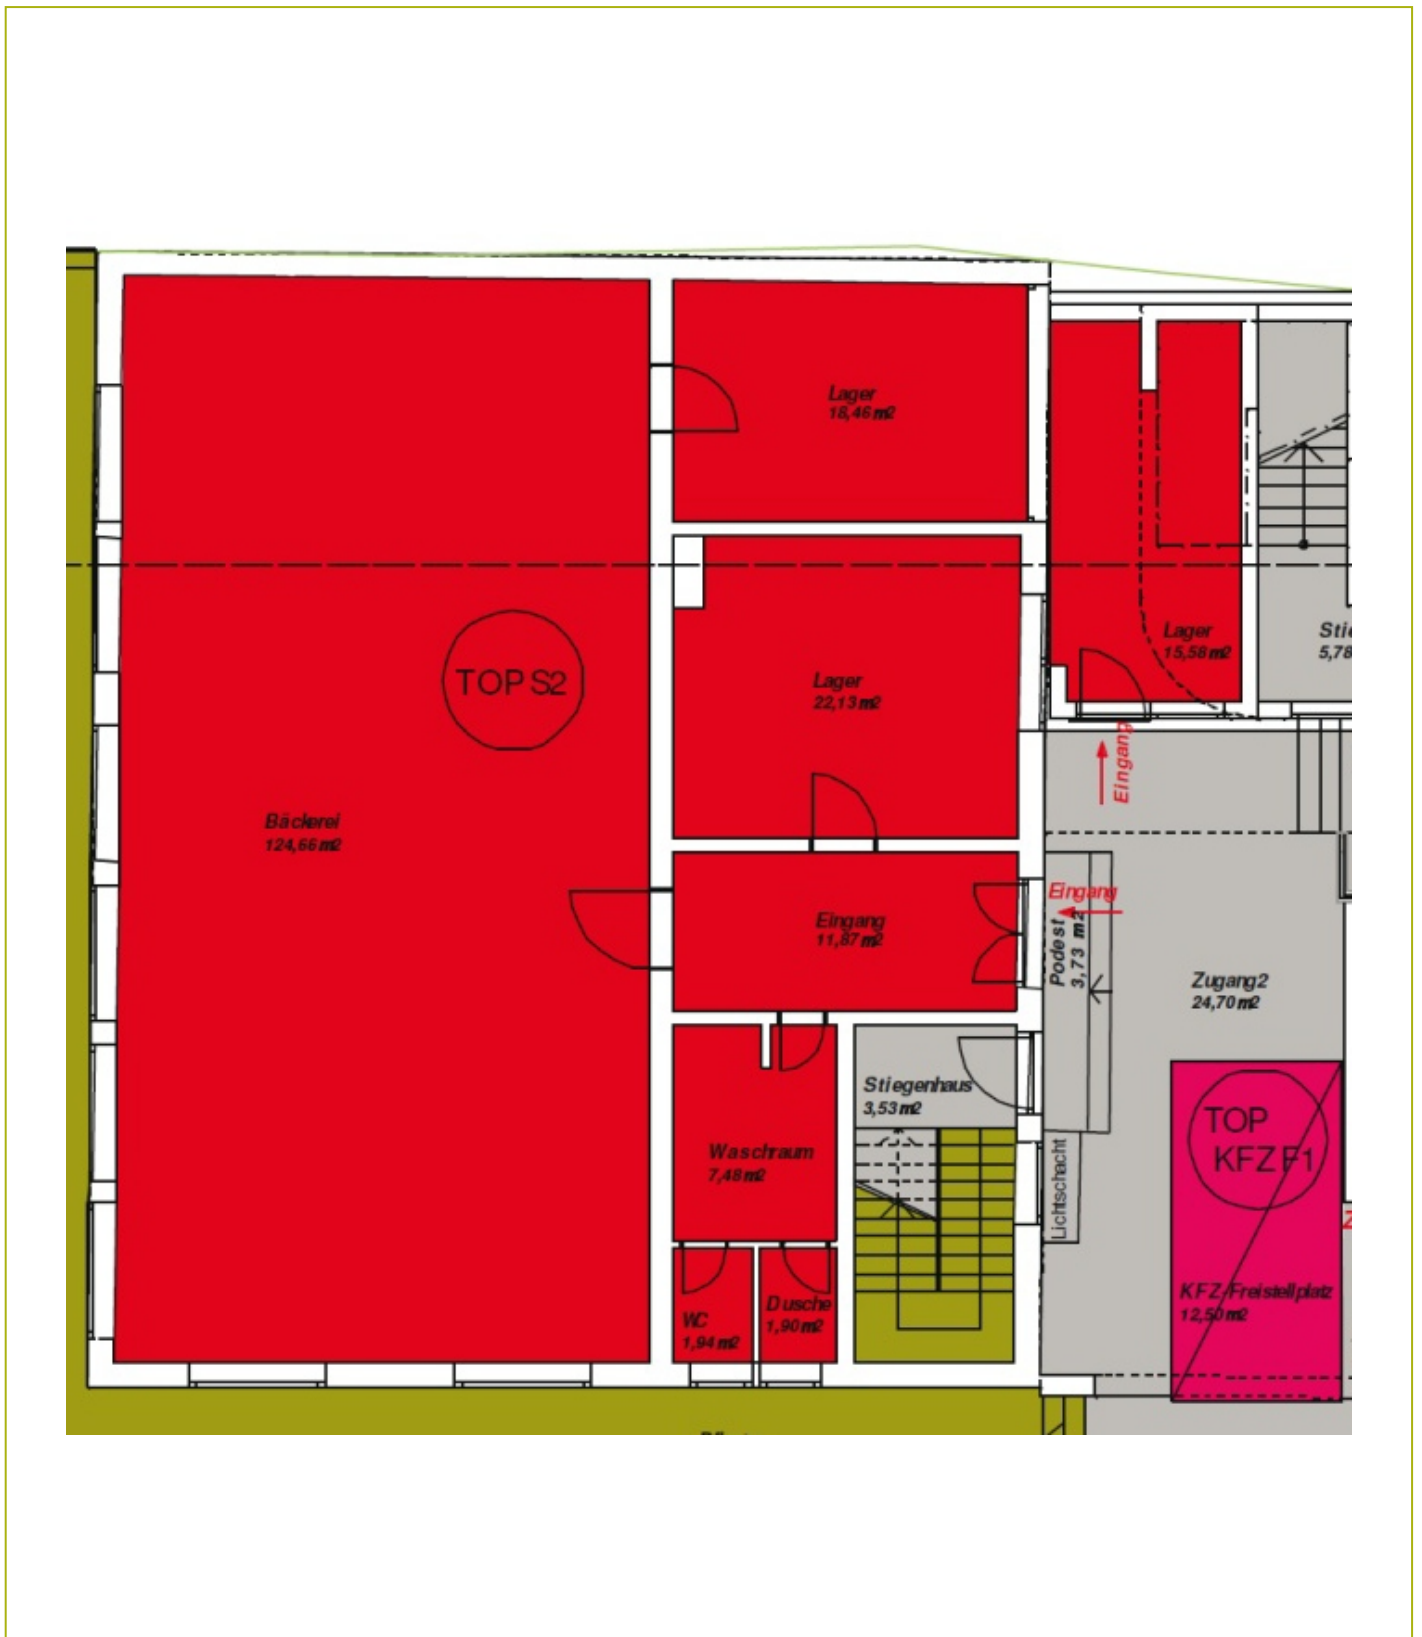 Lager
18,46 m2
TOP S2
Lager
22,13 m2
Lager
15,58 m2
5,78
Eingang
Bäckerei
124,66 m2
Eingang
11,87 m2
Eingang
Podest
3,73 m2
Zugang2
24,70 m2
Stiegenhaus
3,53 m2
TOP
KFZ F1
Waschraum
7,48 m2
Lichtschacht
WC
1,94 m2
Dusche
1,90 m2
KFZ-Freistellplatz
12,50 m2